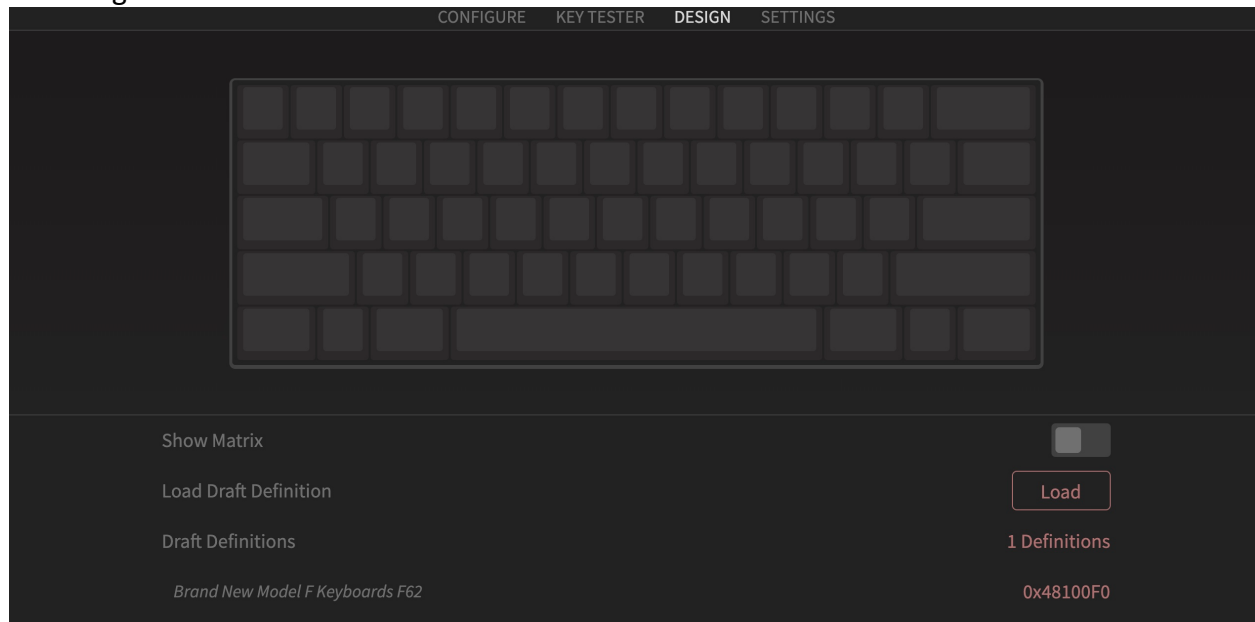 CONFIGURE KEY TESTER DESIGN SETTINGS
Show Matrix
Load Draft Definition Load
Draft Definitions 1 Definitions
Brand New Model F Keyboards F62 0x48100F0